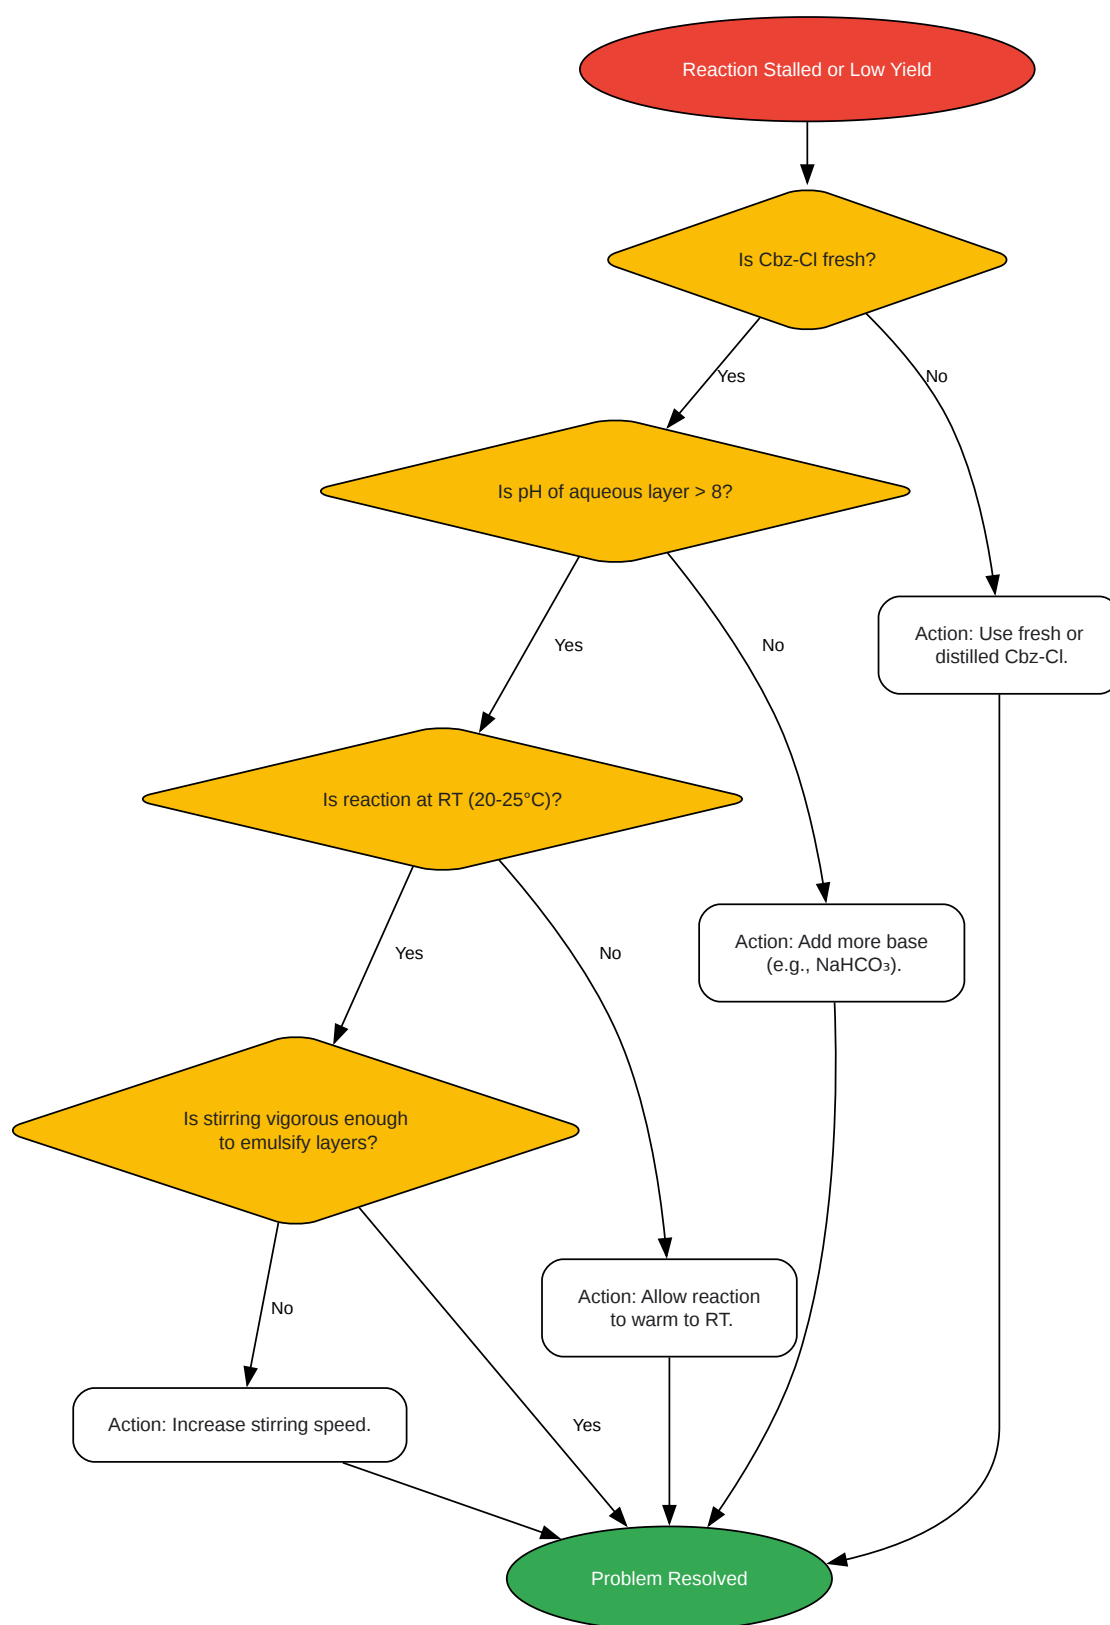 Reaction Stalled or Low Yield
Is Cbz-Cl fresh?
Yes
No
Is pH of aqueous layer > 8?
Yes
No
Action: Use fresh or
distilled Cbz-Cl.
Is reaction at RT (20-25°C)?
Yes
No
Action: Add more base
(e.g., NaHCO₃).
Is stirring vigorous enough
to emulsify layers?
No
Action: Allow reaction
to warm to RT.
Yes
Action: Increase stirring speed.
Problem Resolved